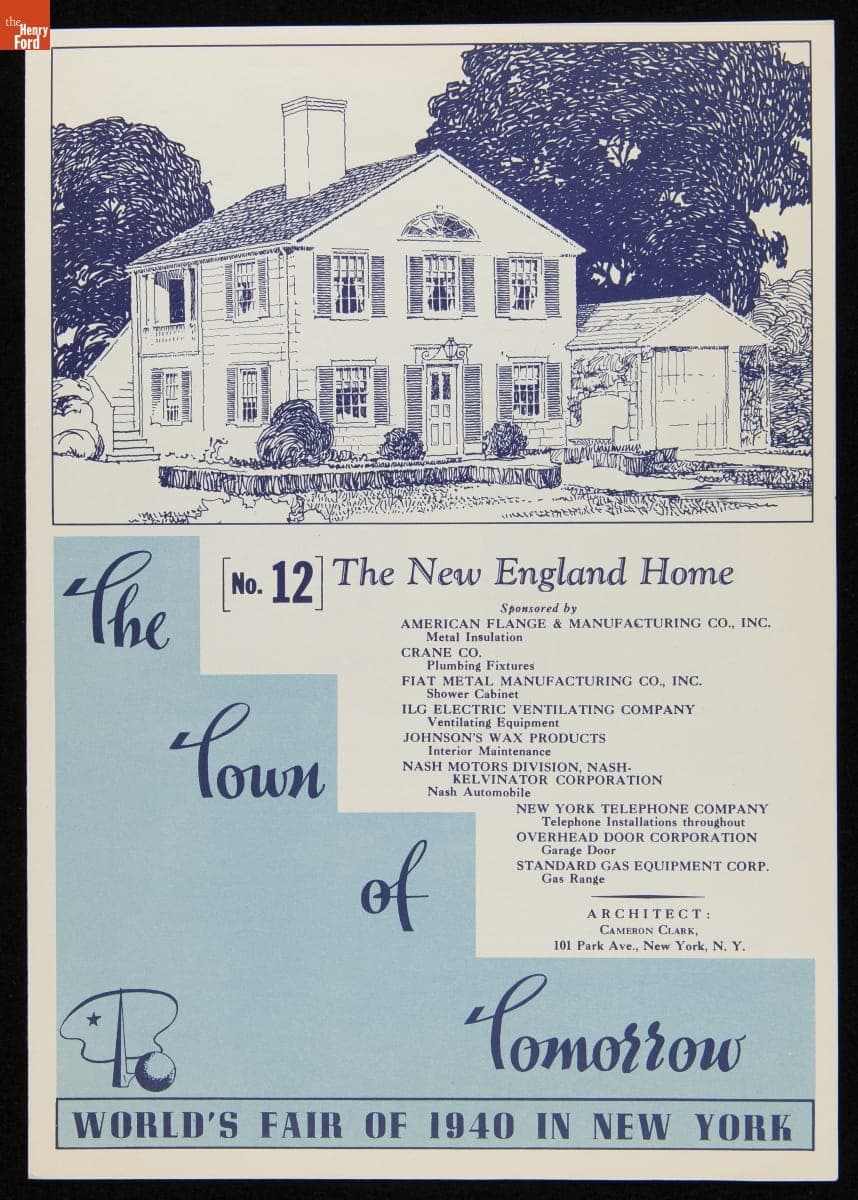 the
Henry
Ford
[No. 12] The New England Home
Sponsored by
AMERICAN FLANGE & MANUFACTURING CO., INC.
Metal Insulation
CRANE CO.
Plumbing Fixtures
FIAT METAL MANUFACTURING CO., INC.
Shower Cabinet
ILG ELECTRIC VENTILATING COMPANY
Ventilating Equipment
JOHNSON'S WAX PRODUCTS
Interior Maintenance
NASH MOTORS DIVISION, NASH-
KELVINATOR CORPORATION
Nash Automobile
NEW YORK TELEPHONE COMPANY
Telephone Installations throughout
OVERHEAD DOOR CORPORATION
Garage Door
STANDARD GAS EQUIPMENT CORP.
Gas Range
ARCHITECT:
CAMERON CLARK,
101 Park Ave., New York, N. Y.
The
Town
of
Tomorrow
WORLD'S FAIR OF 1940 IN NEW YORK